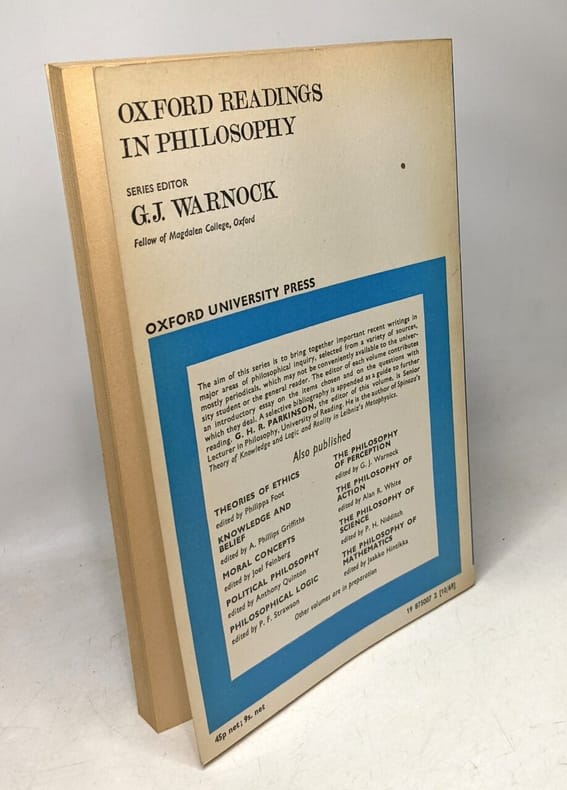 OXFORD READINGS
IN PHILOSOPHY
SERIES EDITOR
G.J. WARNOCK
Fellow of Magdalen College, Oxford
OXFORD UNIVERSITY PRESS
The aim of this series is to bring together important recent writings in
major areas of philosophical inquiry, selected from a variety of sources,
mostly periodicals, which may not be conveniently available to the univer-
sity student or the general reader. The editor of each volume contributes
an introductory essay on the items chosen and on the questions with
which they deal. A selective bibliography is appended as a guide to further
reading. G. H. R. PARKINSON, the editor of this volume, is Senior
Lecturer in Philosophy, University of Reading. He is the author of Spinoza's
Theory of Knowledge and Logic and Reality in Leibniz's Metaphysics.
Also published
THEORIES OF ETHICS
edited by Philippa Foot
KNOWLEDGE AND
BELIEF
edited by A. Phillips Griffiths
MORAL CONCEPTS
edited by Joel Feinberg
POLITICAL PHILOSOPHY
edited by Anthony Quinton
PHILOSOPHICAL LOGIC
edited by P. F. Strawson
THE PHILOSOPHY
OF PERCEPTION
edited by G. J. Warnock
THE PHILOSOPHY OF
ACTION
edited by Alan R. White
THE PHILOSOPHY OF
SCIENCE
edited by P. H. Nidditch
THE PHILOSOPHY OF
MATHEMATICS
edited by Jaakko Hintikka
Other volumes are in preparation
19 875007 2 [10/68]
45p net; 9s. net